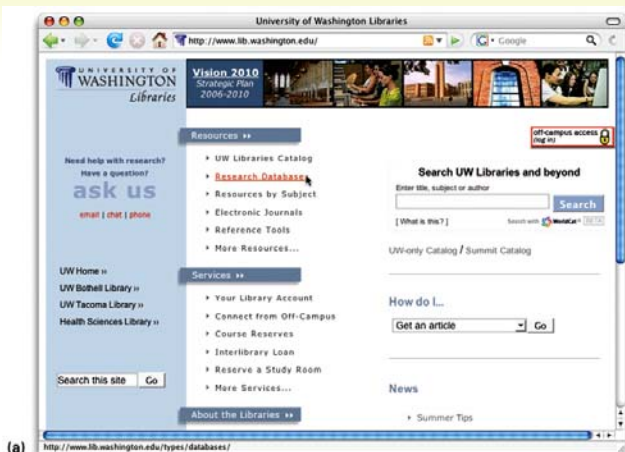 University of Washington Libraries
http://www.lib.washington.edu/
Google
UNIVERSITY OF
WASHINGTON
Libraries
Vision 2010
Strategic Plan
2006-2010
off-campus access
(log in)
Need help with research?
Have a question?
ask us
email | chat | phone
UW Home »
UW Bothell Library »
UW Tacoma Library »
Health Sciences Library »
Search this site Go
Resources »
UW Libraries Catalog
Research Databases
Resources by Subject
Electronic Journals
Reference Tools
More Resources...
Services »
Your Library Account
Connect from Off-Campus
Course Reserves
Interlibrary Loan
Reserve a Study Room
More Services...
About the Libraries »
Search UW Libraries and beyond
Enter title, subject or author
Search
[ What is this? ] Search with WorldCat® BETA
UW-only Catalog / Summit Catalog
How do I...
Get an article Go
News
Summer Tips
(a) http://www.lib.washington.edu/types/databases/